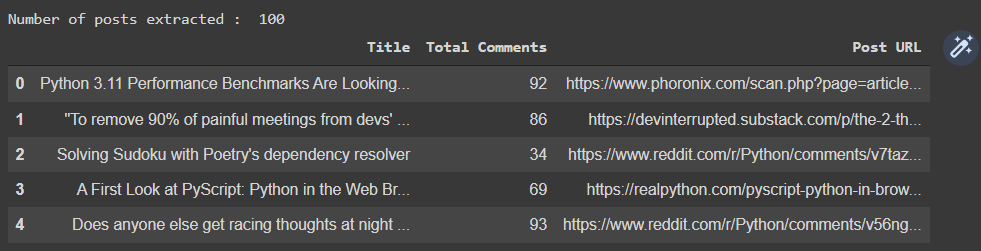 Number of posts extracted :  100
Title Total Comments Post URL
0 Python 3.11 Performance Benchmarks Are Looking... 92 https://www.phoronix.com/scan.php?page=article...
1 "To remove 90% of painful meetings from devs' ... 86 https://devinterrupted.substack.com/p/the-2-th...
2 Solving Sudoku with Poetry's dependency resolver 34 https://www.reddit.com/r/Python/comments/v7taz...
3 A First Look at PyScript: Python in the Web Br... 69 https://realpython.com/pyscript-python-in-brow...
4 Does anyone else get racing thoughts at night ... 93 https://www.reddit.com/r/Python/comments/v56ng...